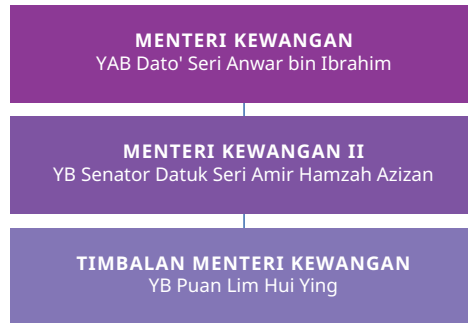 MENTERI KEWANGAN
YAB Dato' Seri Anwar bin Ibrahim
MENTERI KEWANGAN II
YB Senator Datuk Seri Amir Hamzah Azizan
TIMBALAN MENTERI KEWANGAN
YB Puan Lim Hui Ying